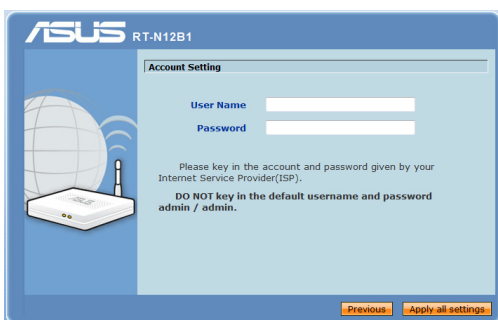 ASUS RT-N12B1
Account Setting
User Name
Password
Please key in the account and password given by your
Internet Service Provider(ISP).
DO NOT key in the default username and password
admin / admin.
ASUS
Previous Apply all settings